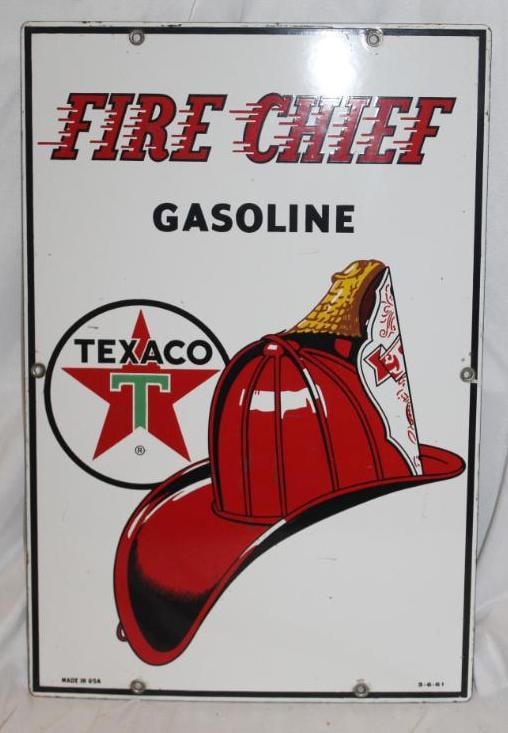 FIRE CHIEF
GASOLINE
TEXACO
T
®
MADE IN USA
3-6-61